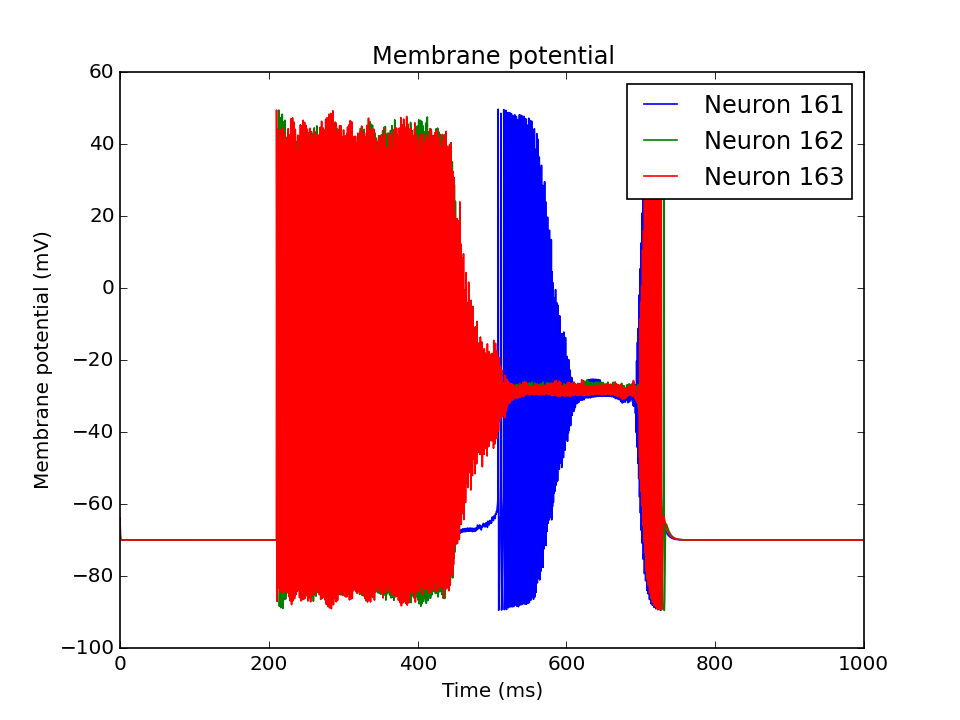 Membrane potential
60
40
20
0
−20
−40
−60
−80
−100
Membrane potential (mV)
Neuron 161
Neuron 162
Neuron 163
0 200 400 600 800 1000
Time (ms)